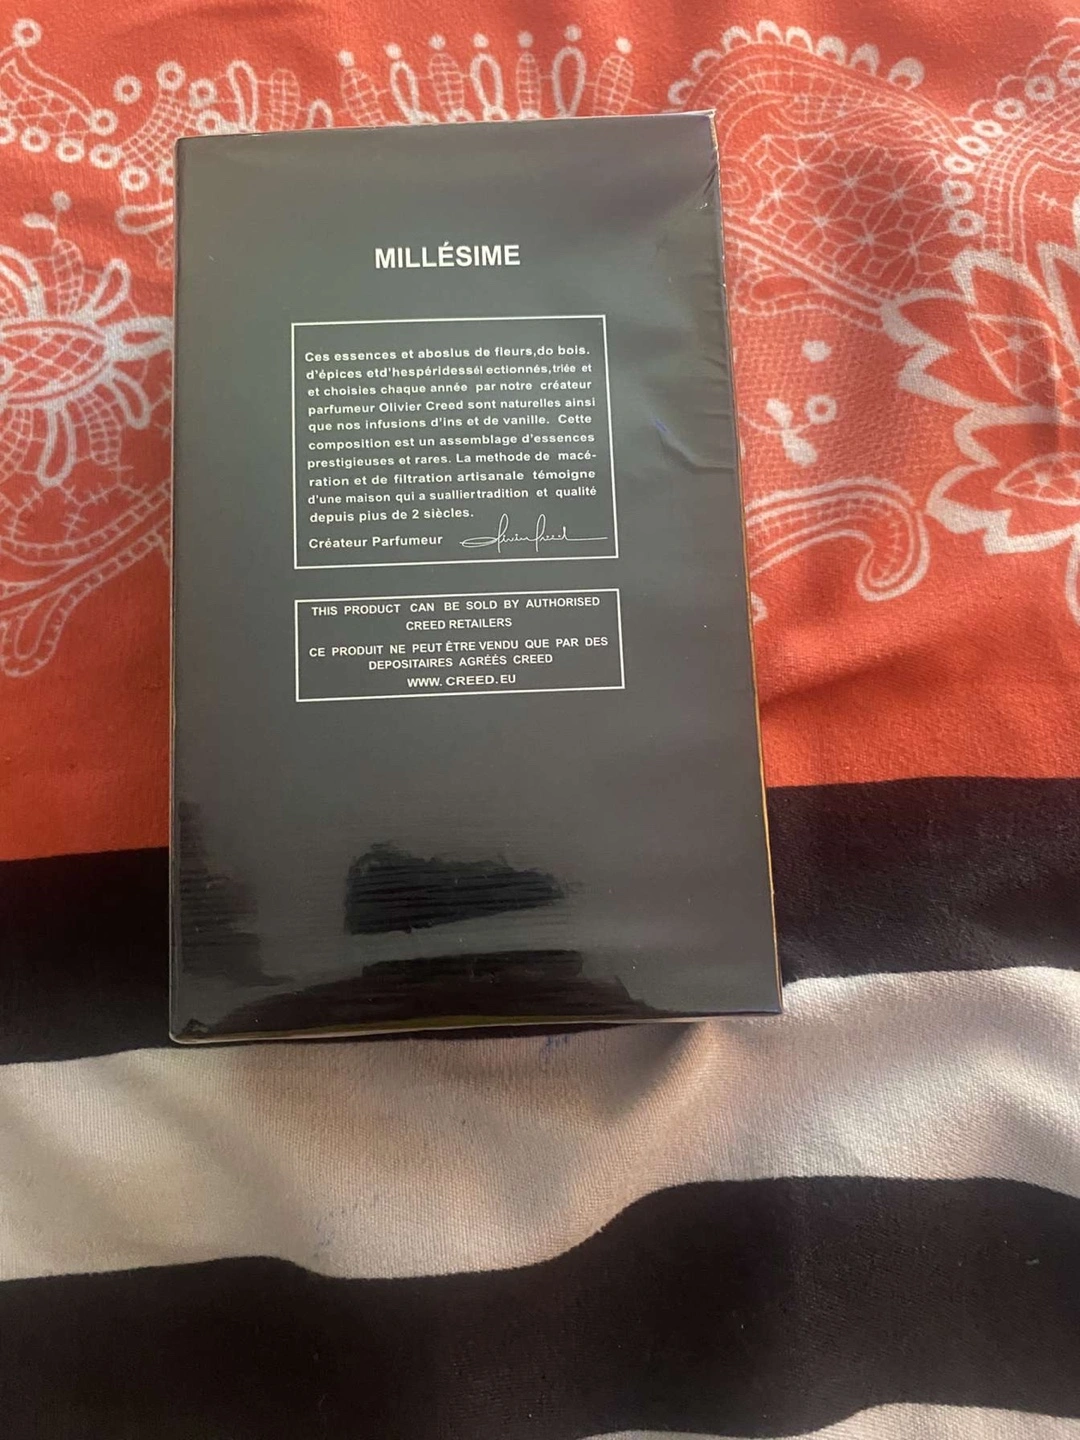 MILLÉSIME
Ces essences et abosius de fleurs,do bois.
d'épices etd'hespéridessél ectionnés,triée et
et choisies chaque année par notre créateur
parfumeur Olivier Creed sont naturelles ainsi
que nos infusions d'ins et de vanille. Cette
composition est un assemblage d'essences
prestigieuses et rares. La methode de macé-
ration et de filtration artisanale témoigne
d'une maison qui a sualliertradition et qualité
depuis pius de 2 siècles.
Créateur Parfumeur Olivier Creed
THIS PRODUCT CAN BE SOLD BY AUTHORISED
CREED RETAILERS
CE PRODUIT NE PEUT ÊTRE VENDU QUE PAR DES
DEPOSITAIRES AGRÉÉS CREED
WWW. CREED.EU